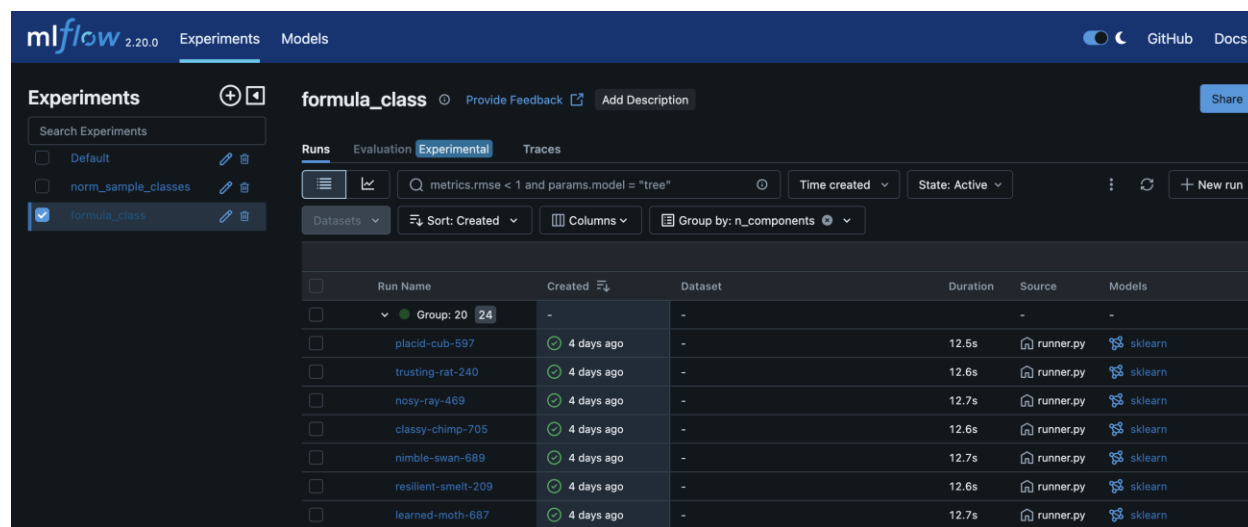 mlflow 2.20.0 Experiments Models GitHub Docs
Experiments
Search Experiments
Default
norm_sample_classes
formula_class
formula_class Provide Feedback Add Description Share
Runs Evaluation Experimental Traces
metrics.rmse < 1 and params.model = "tree" Time created State: Active New run
Datasets Sort: Created Columns Group by: n_components
Run Name Created Dataset Duration Source Models
Group: 20 24 - - - -
placid-cub-597 4 days ago - 12.5s runner.py sklearn
trusting-rat-240 4 days ago - 12.6s runner.py sklearn
nosy-ray-469 4 days ago - 12.7s runner.py sklearn
classy-chimp-705 4 days ago - 12.6s runner.py sklearn
nimble-swan-689 4 days ago - 12.7s runner.py sklearn
resilient-smelt-209 4 days ago - 12.6s runner.py sklearn
learned-moth-687 4 days ago - 12.7s runner.py sklearn